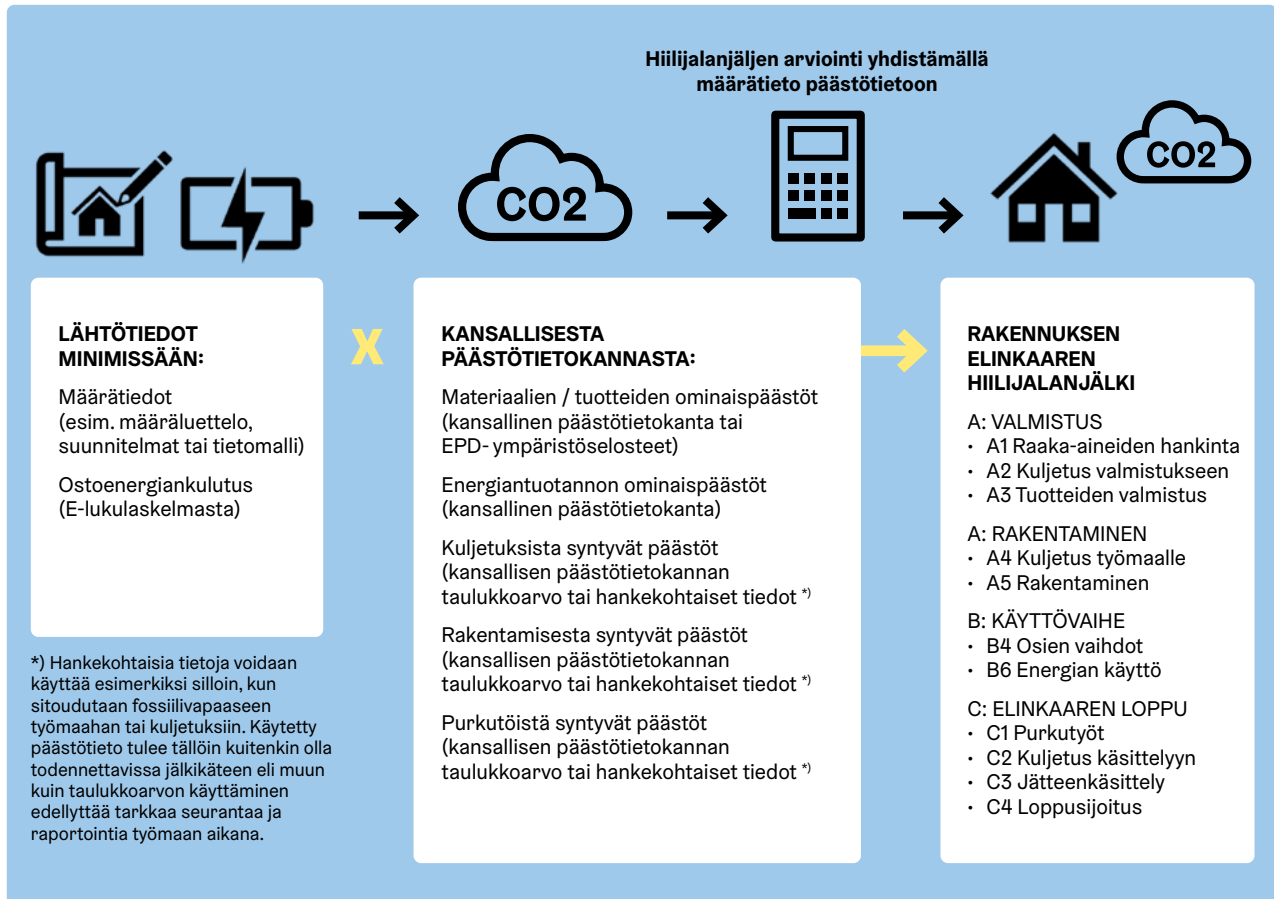 Hiilijalanjäljen arviointi yhdistämällä
määrätieto päästötietoon
CO2
CO2
LÄHTÖTIEDOT
MINIMISSÄÄN:
Määrätiedot
(esim. määräluettelo,
suunnitelmat tai tietomalli)
Ostoenergiankulutus
(E-lukulaskelmasta)
*) Hankekohtaisia tietoja voidaan
käyttää esimerkiksi silloin, kun
sitoudutaan fossiilivapaaseen
työmaahan tai kuljetuksiin. Käytetty
päästötieto tulee tällöin kuitenkin olla
todennettavissa jälkikäteen eli muun
kuin taulukkoarvon käyttäminen
edellyttää tarkkaa seurantaa ja
raportointia työmaan aikana.
X
KANSALLISESTA
PÄÄSTÖTIETOKANNASTA:
Materiaalien / tuotteiden ominaispäästöt
(kansallinen päästötietokanta tai
EPD-ympäristöselosteet)
Energiantuotannon ominaispäästöt
(kansallinen päästötietokanta)
Kuljetuksista syntyvät päästöt
(kansallisen päästötietokannan
taulukkoarvo tai hankekohtaiset tiedot *)
Rakentamisesta syntyvät päästöt
(kansallisen päästötietokannan
taulukkoarvo tai hankekohtaiset tiedot *)
Purkutöistä syntyvät päästöt
(kansallisen päästötietokannan
taulukkoarvo tai hankekohtaiset tiedot *)
RAKENNUKSEN
ELINKAAREN
HIILIJALANJÄLKI
A: VALMISTUS
• A1 Raaka-aineiden hankinta
• A2 Kuljetus valmistukseen
• A3 Tuotteiden valmistus
A: RAKENTAMINEN
• A4 Kuljetus työmaalle
• A5 Rakentaminen
B: KÄYTTÖVAIHE
• B4 Osien vaihdot
• B6 Energian käyttö
C: ELINKAAREN LOPPU
• C1 Purkutyöt
• C2 Kuljetus käsittelyyn
• C3 Jätteenkäsittely
• C4 Loppusijoitus